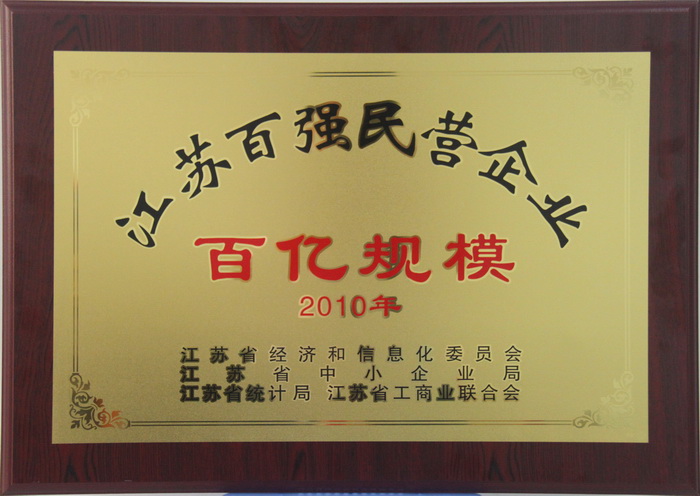 江苏百强民营企业
百亿规模
2010年
江苏省经济和信息化委员会
江苏省中小企业局
江苏省统计局 江苏省工商业联合会